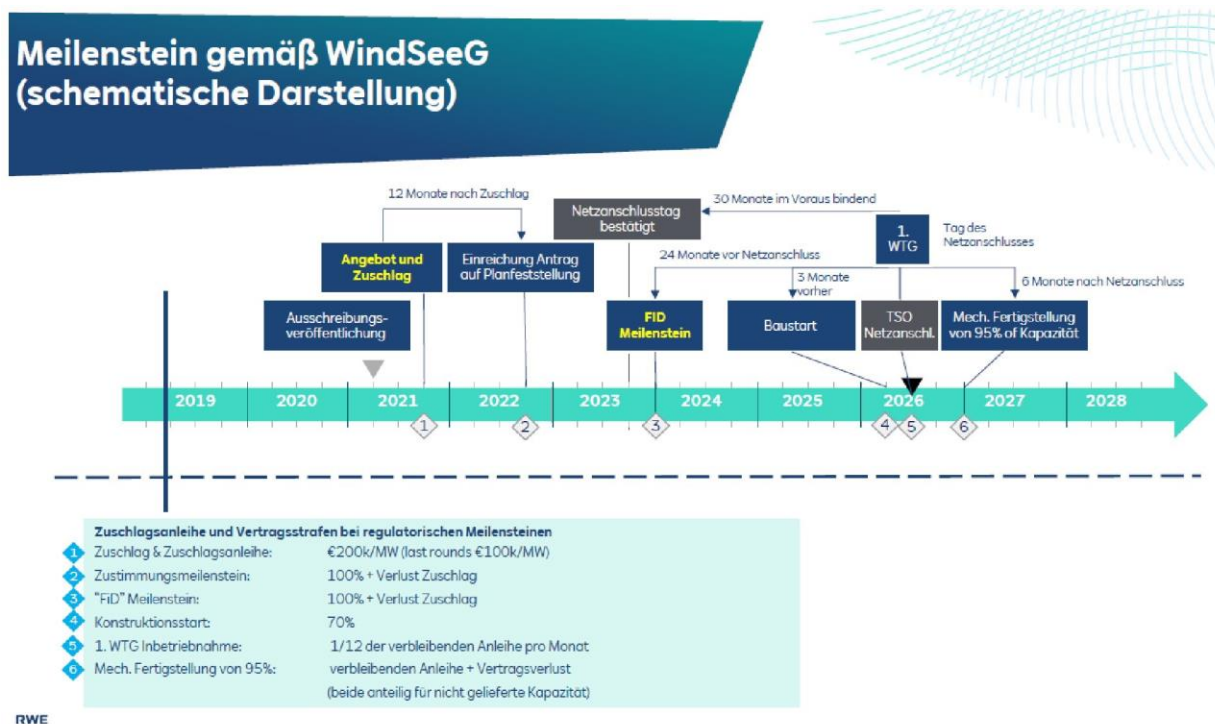 Meilenstein gemäß WindSeeG
(schematische Darstellung)
12 Monate nach Zuschlag
Netzanschlusstag
bestätigt
30 Monate im Voraus bindend
1.
WTG
Tag des
Netzanschlusses
Angebot und
Zuschlag
Einreichung Antrag
auf Planfeststellung
24 Monate vor Netzanschluss
3 Monate
vorher
6 Monate nach Netzanschluss
Ausschreibungs-
veröffentlichung
FID
Meilenstein
Baustart
TSO
Netzanschl.
Mech. Fertigstellung
von 95% of Kapazität
2019 2020 2021 2022 2023 2024 2025 2026 2027 2028
1 2 3 4 5 6
Zuschlagsanleihe und Vertragsstrafen bei regulatorischen Meilensteinen
1 Zuschlag & Zuschlagsanleihe: €200k/MW (last rounds €100k/MW)
2 Zustimmungsmeilenstein: 100% + Verlust Zuschlag
3 "FiD" Meilenstein: 100% + Verlust Zuschlag
4 Konstruktionsstart: 70%
5 1. WTG Inbetriebnahme: 1/12 der verbleibenden Anleihe pro Monat
6 Mech. Fertigstellung von 95%: verbleibenden Anleihe + Vertragsverlust
(beide anteilig für nicht gelieferte Kapazität)
RWE